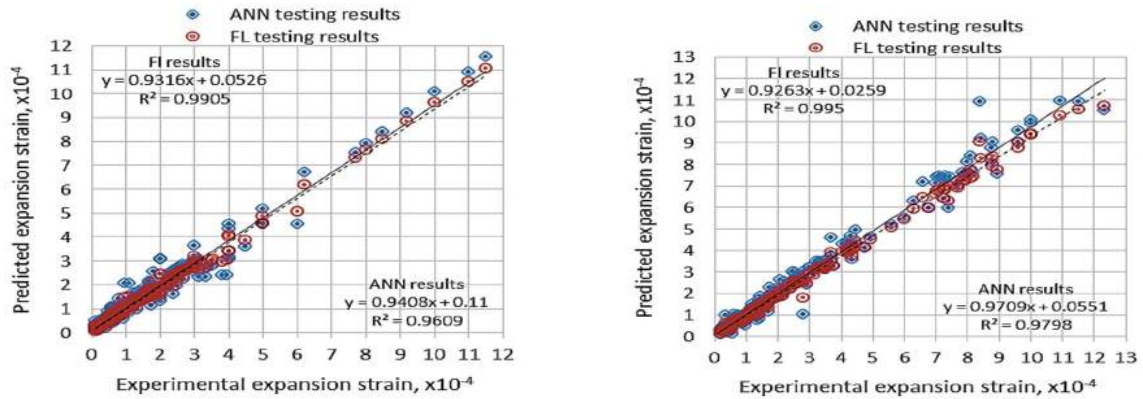 ANN testing results
FL testing results
12
11
10
9
8
7
6
5
4
3
2
1
0
Predicted expansion strain, x10-4
Fl results
y = 0.9316x + 0.0526
R² = 0.9905
ANN results
y = 0.9408x + 0.11
R² = 0.9609
0 1 2 3 4 5 6 7 8 9 10 11 12
Experimental expansion strain, x10-4
ANN testing results
FL testing results
13
12
11
10
9
8
7
6
5
4
3
2
1
0
Predicted expansion strain, x10-4
Fl results
y = 0.9263x + 0.0259
R² = 0.995
ANN results
y = 0.9709x + 0.0551
R² = 0.9798
0 1 2 3 4 5 6 7 8 9 10 11 12 13
Experimental expansion strain, x10-4